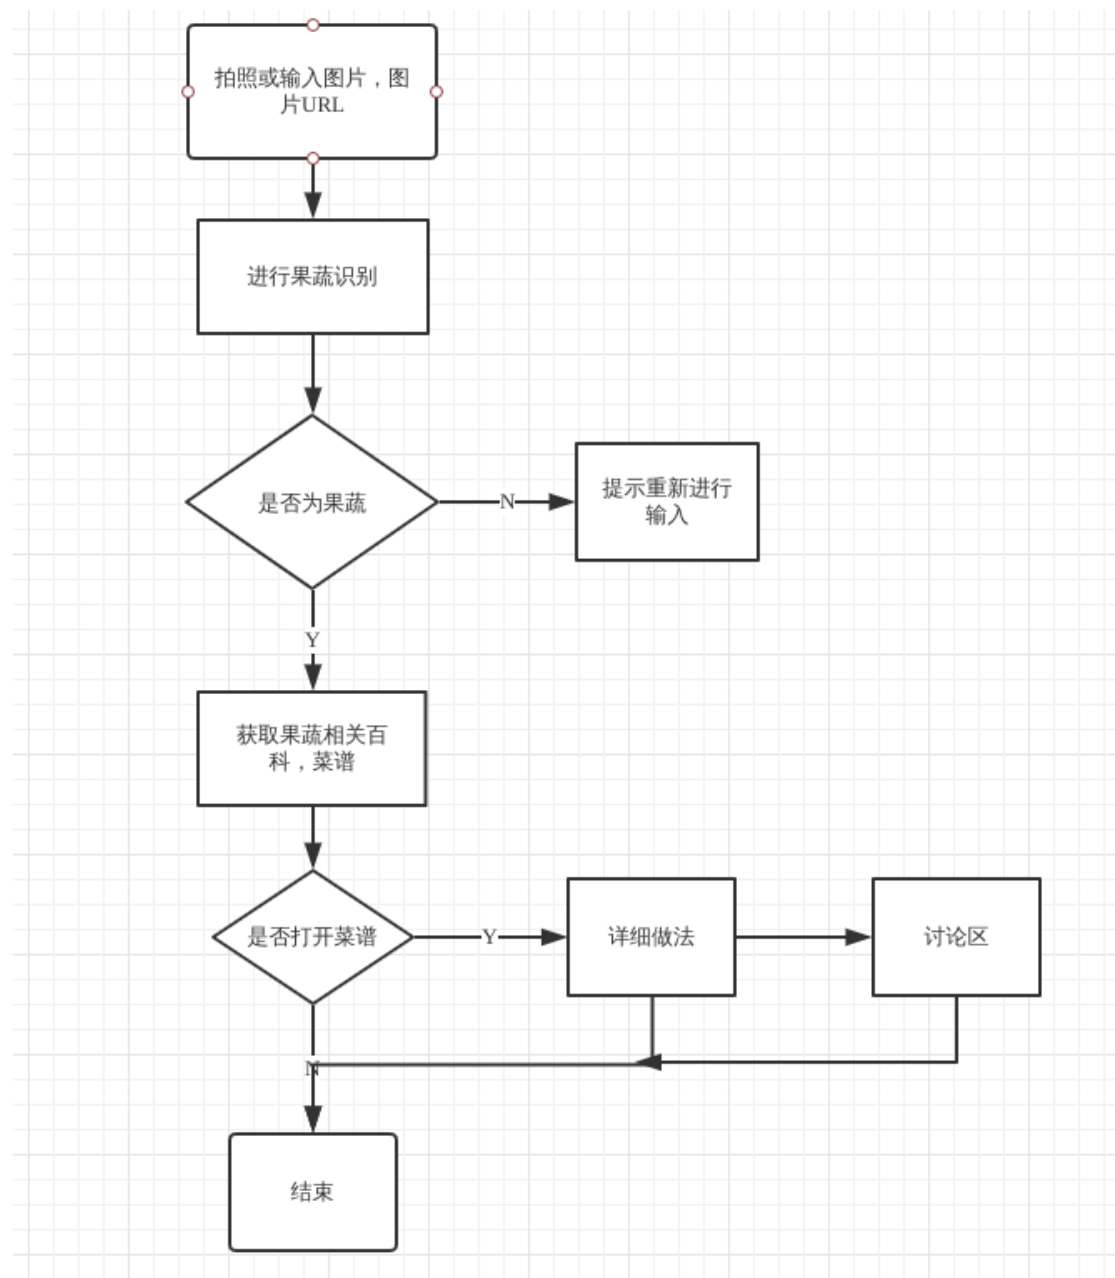 拍照或输入图片，图
片URL
进行果蔬识别
是否为果蔬
N
提示重新进行
输入
Y
获取果蔬相关百
科，菜谱
是否打开菜谱
Y
详细做法
讨论区
N
结束